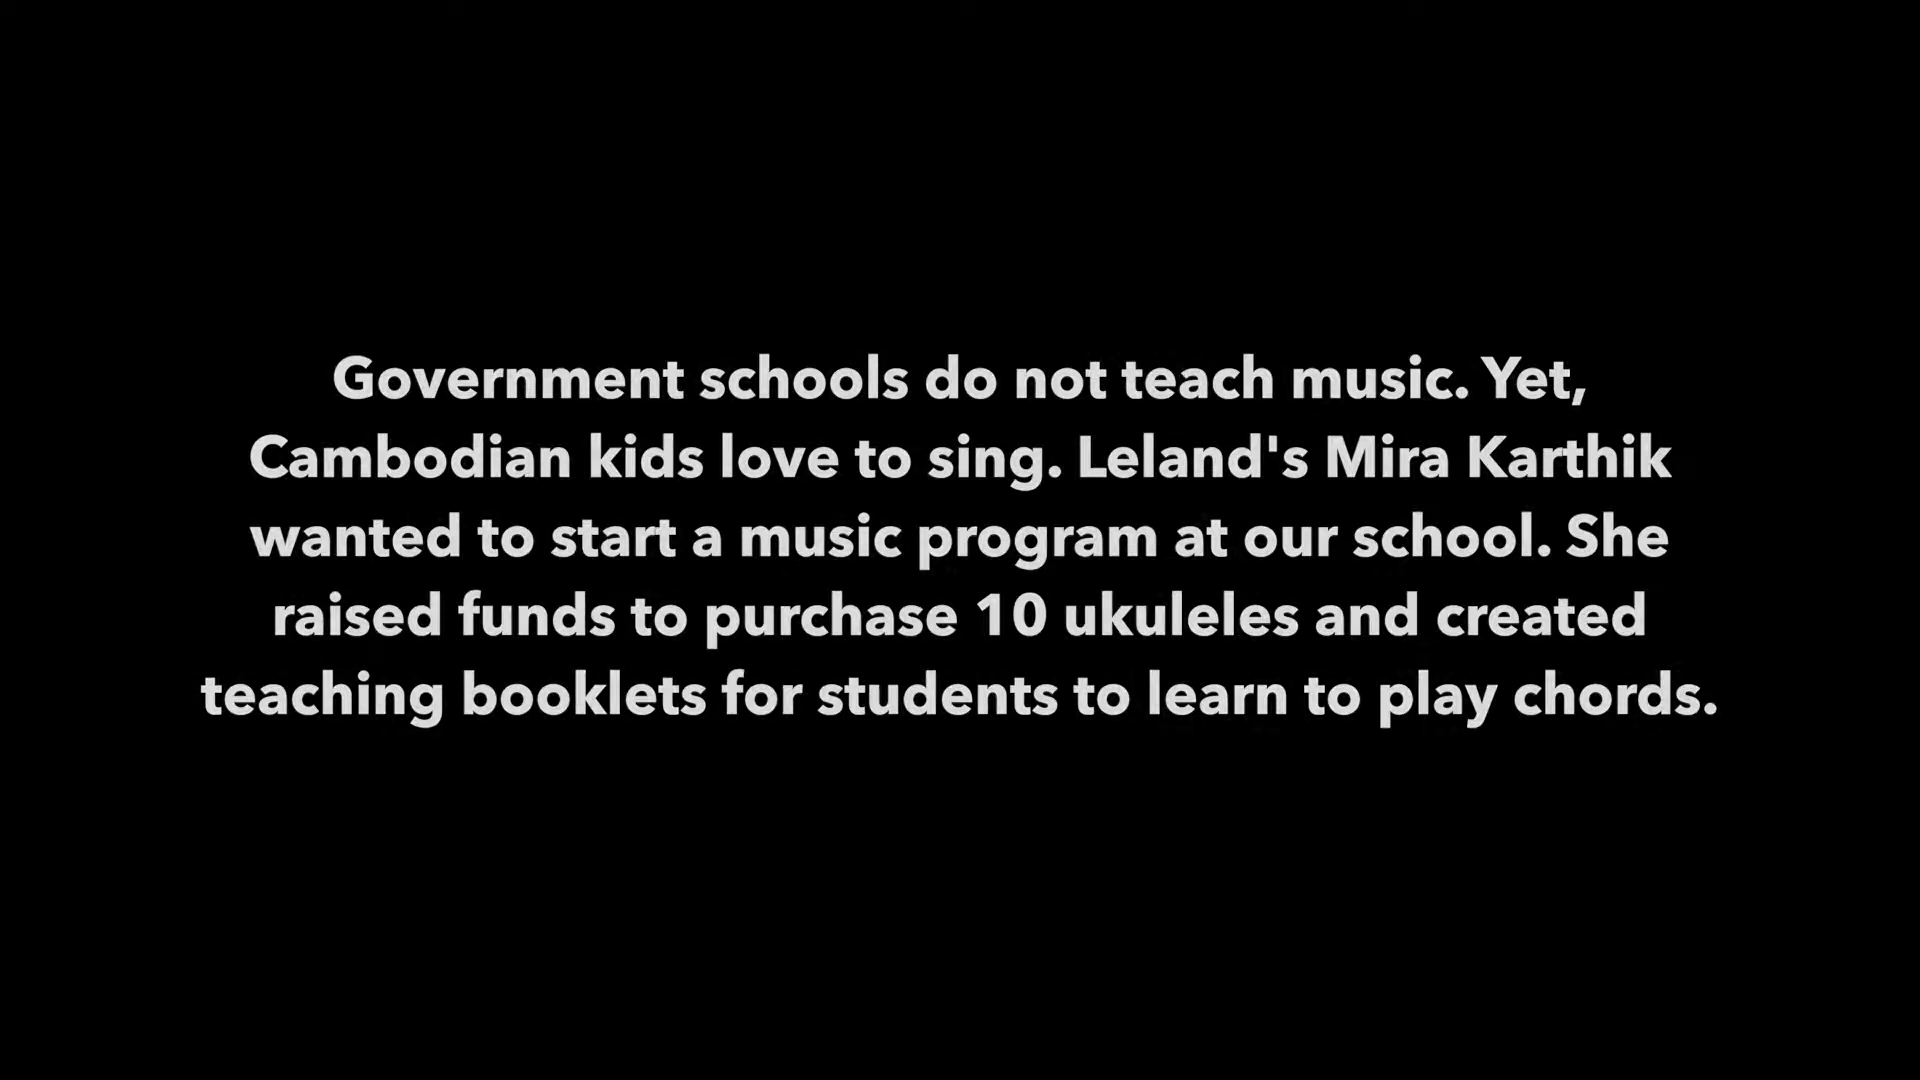 Government schools do not teach music. Yet,
Cambodian kids love to sing. Leland's Mira Karthik
wanted to start a music program at our school. She
raised funds to purchase 10 ukuleles and created
teaching booklets for students to learn to play chords.